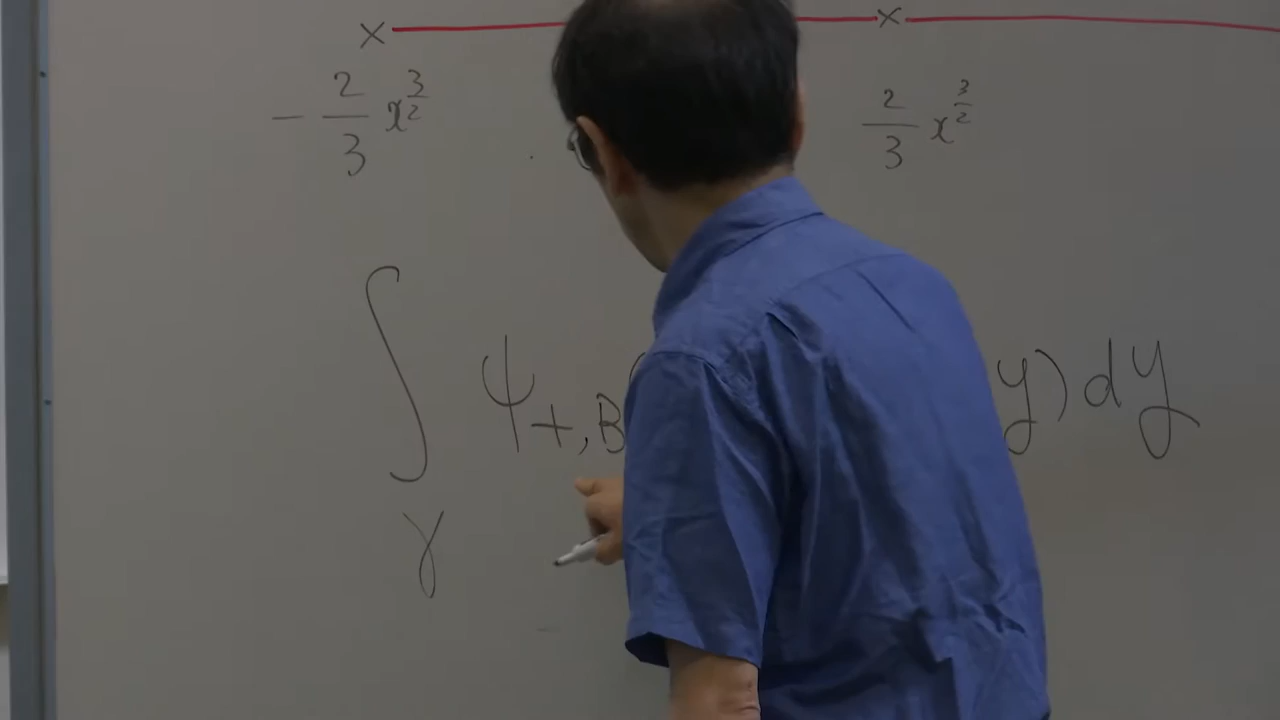 × ×
- 2/3 x^{3/2} 2/3 x^{3/2}
∫_γ ψ_{+,B}( y) dy